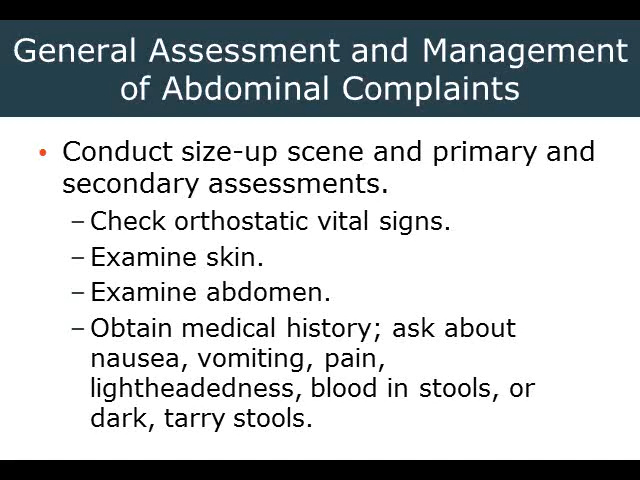 General Assessment and Management
of Abdominal Complaints
• Conduct size-up scene and primary and
secondary assessments.
– Check orthostatic vital signs.
– Examine skin.
– Examine abdomen.
– Obtain medical history; ask about
nausea, vomiting, pain,
lightheadedness, blood in stools, or
dark, tarry stools.